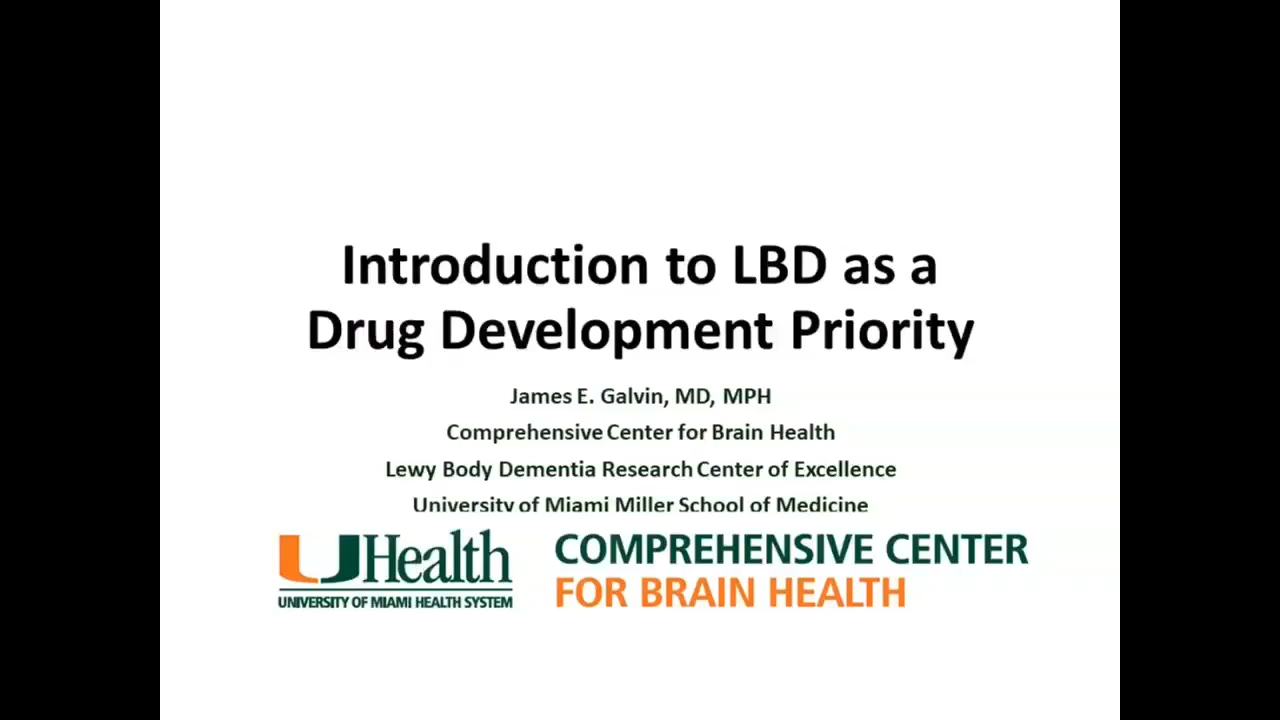 Introduction to LBD as a
Drug Development Priority
James E. Galvin, MD, MPH
Comprehensive Center for Brain Health
Lewy Body Dementia Research Center of Excellence
University of Miami Miller School of Medicine
UHealth
UNIVERSITY OF MIAMI HEALTH SYSTEM
COMPREHENSIVE CENTER
FOR BRAIN HEALTH